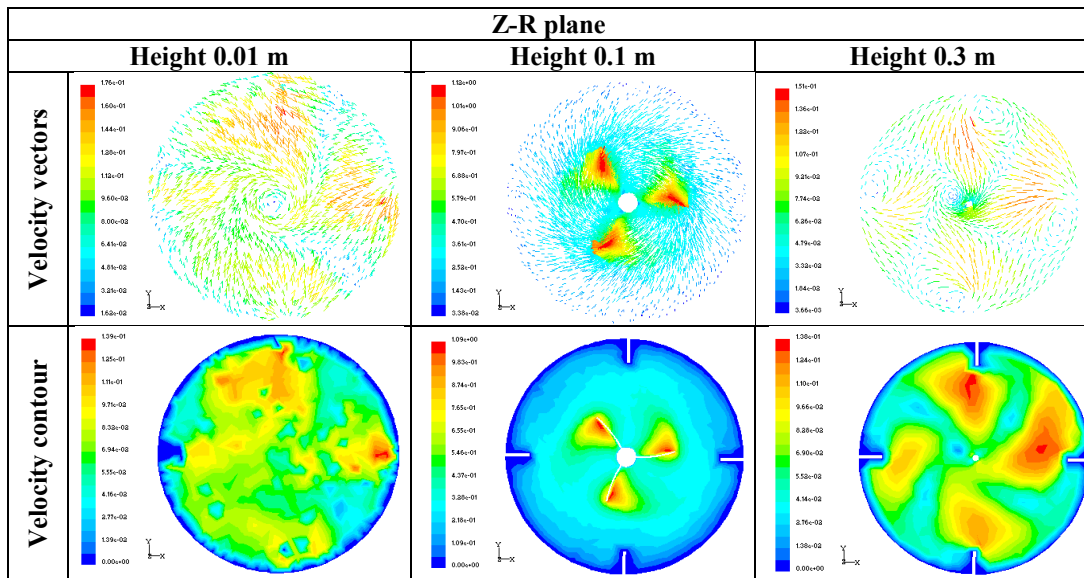 Z-R plane
Height 0.01 m
Height 0.1 m
Height 0.3 m
Velocity vectors
1.76e-01
1.60e-01
1.44e-01
1.28e-01
1.12e-01
9.60e-02
8.00e-02
6.41e-02
4.81e-02
3.21e-02
1.62e-02
Y
Z X
1.12e+00
1.01e+00
9.06e-01
7.97e-01
6.88e-01
5.79e-01
4.70e-01
3.61e-01
2.52e-01
1.43e-01
3.38e-02
Y
Z X
1.51e-01
1.36e-01
1.21e-01
1.07e-01
9.21e-02
7.74e-02
6.26e-02
4.79e-02
3.32e-02
1.84e-02
3.66e-03
Y
Z X
Velocity contour
1.39e-01
1.25e-01
1.11e-01
9.71e-02
8.32e-02
6.94e-02
5.55e-02
4.16e-02
2.77e-02
1.39e-02
0.00e+00
Y
Z X
1.09e+00
9.83e-01
8.74e-01
7.65e-01
6.55e-01
5.46e-01
4.37e-01
3.28e-01
2.18e-01
1.09e-01
0.00e+00
Y
Z X
1.38e-01
1.24e-01
1.10e-01
9.66e-02
8.28e-02
6.90e-02
5.52e-02
4.14e-02
2.76e-02
1.38e-02
0.00e+00
Y
Z X